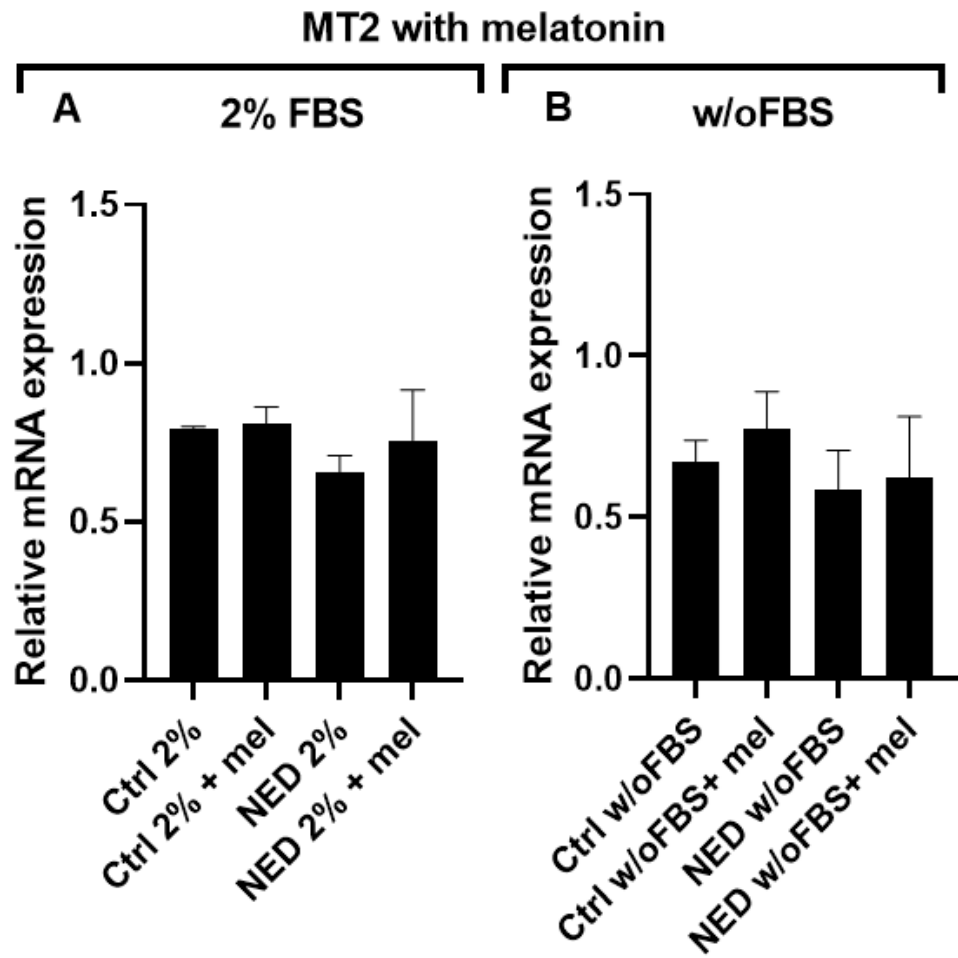 MT2 with melatonin
A
2% FBS
Relative mRNA expression
1.5
1.0
0.5
0.0
Ctrl 2%
Ctrl 2% + mel
NED 2%
NED 2% + mel
B
w/oFBS
Relative mRNA expression
1.5
1.0
0.5
0.0
Ctrl w/oFBS
Ctrl w/oFBS+ mel
NED w/oFBS
NED w/oFBS+ mel